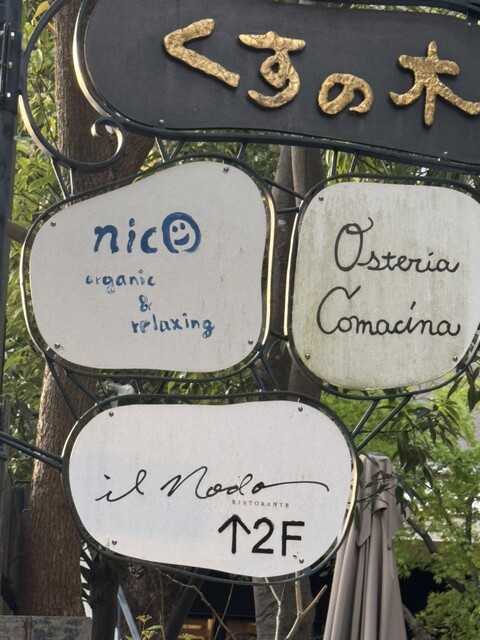 くすの木
nico
organic
&
relaxing
Osteria
Comacina
il Nodo
RISTORANTE
↑2F